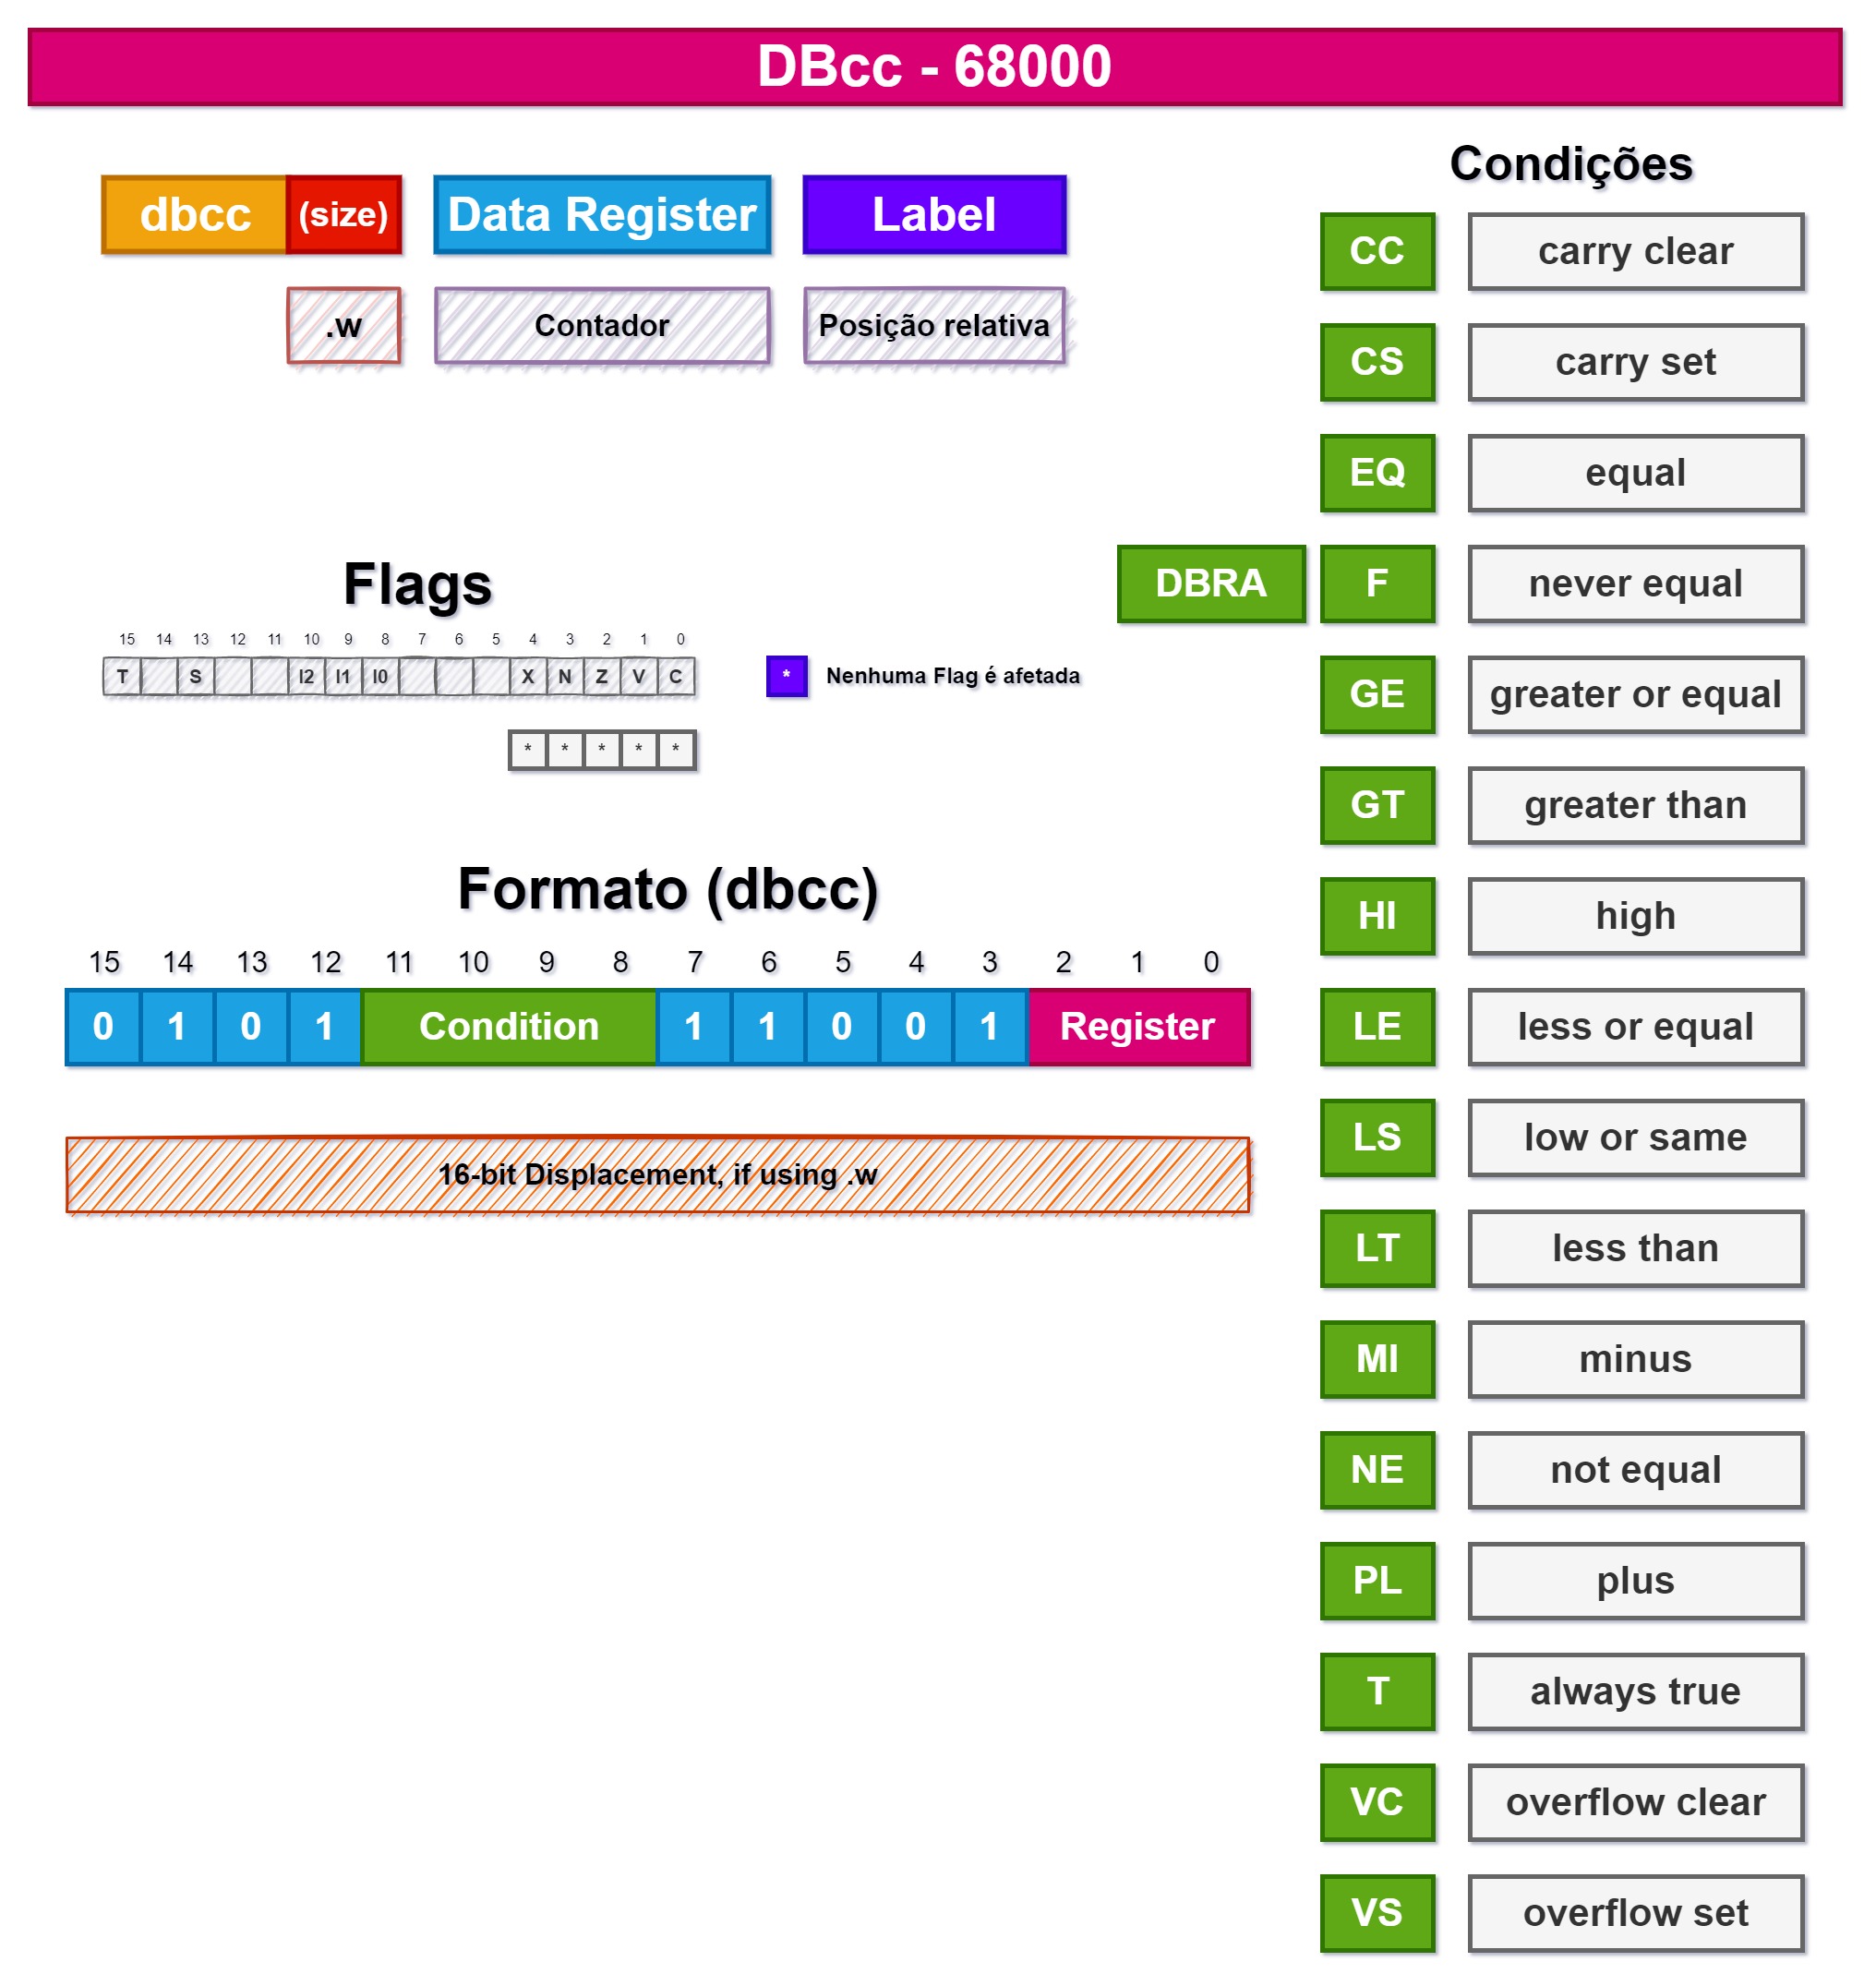 DBcc - 68000
dbcc (size) Data Register Label
.w Contador Posição relativa
Flags
15 14 13 12 11 10 9 8 7 6 5 4 3 2 1 0
T S I2 I1 I0 X N Z V C
* * * * *
* Nenhuma Flag é afetada
Formato (dbcc)
15 14 13 12 11 10 9 8 7 6 5 4 3 2 1 0
0 1 0 1 Condition 1 1 0 0 1 Register
16-bit Displacement, if using .w
Condições
CC carry clear
CS carry set
EQ equal
DBRA F never equal
GE greater or equal
GT greater than
HI high
LE less or equal
LS low or same
LT less than
MI minus
NE not equal
PL plus
T always true
VC overflow clear
VS overflow set